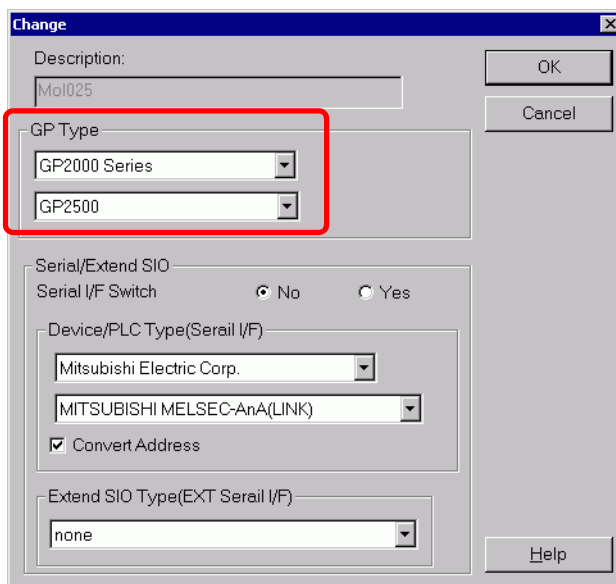 Change
Description:
Mol025
OK
Cancel
GP Type
GP2000 Series
GP2500
Serial/Extend SIO
Serial I/F Switch No Yes
Device/PLC Type(Serail I/F)
Mitsubishi Electric Corp.
MITSUBISHI MELSEC-AnA(LINK)
Convert Address
Extend SIO Type(EXT Serail I/F)
none
Help